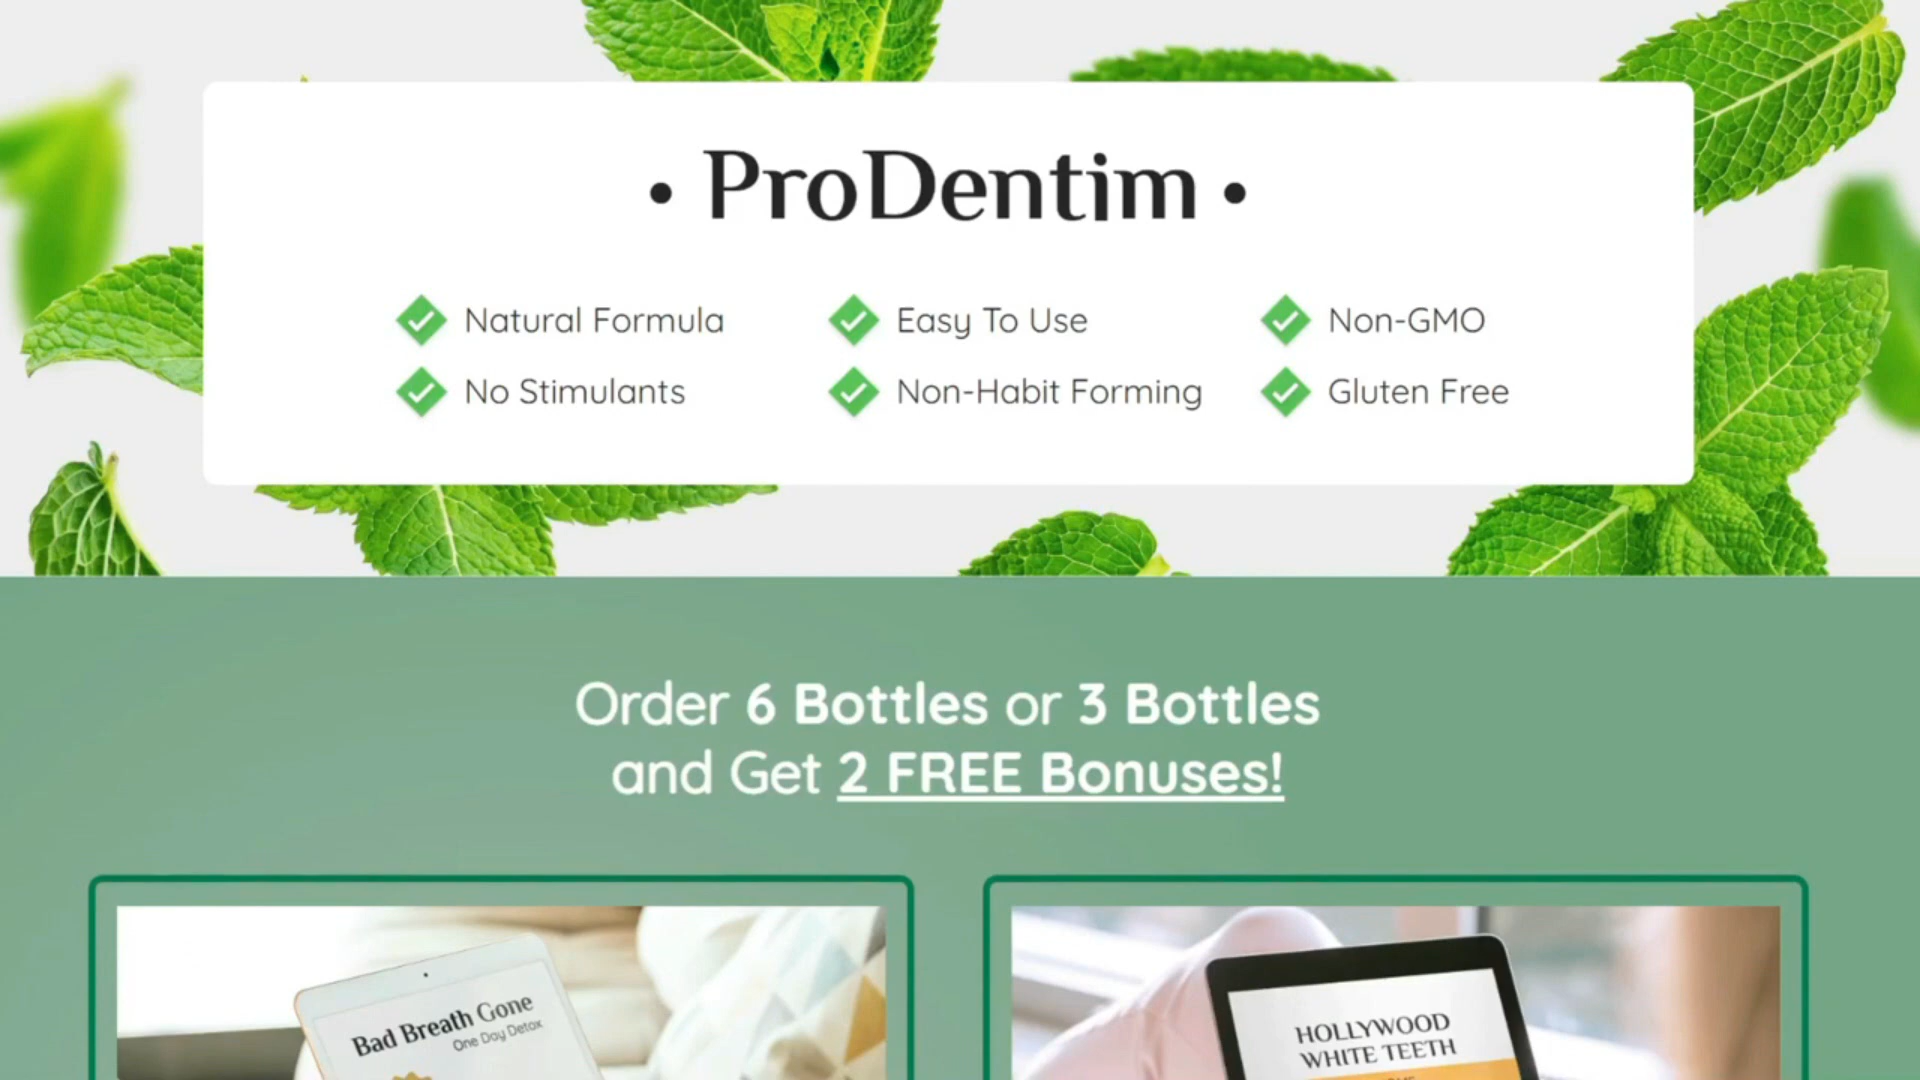 • ProDentim •
Natural Formula
Easy To Use
Non-GMO
No Stimulants
Non-Habit Forming
Gluten Free
Order 6 Bottles or 3 Bottles
and Get 2 FREE Bonuses!
Bad Breath Gone
One Day Detox
HOLLYWOOD
WHITE TEETH